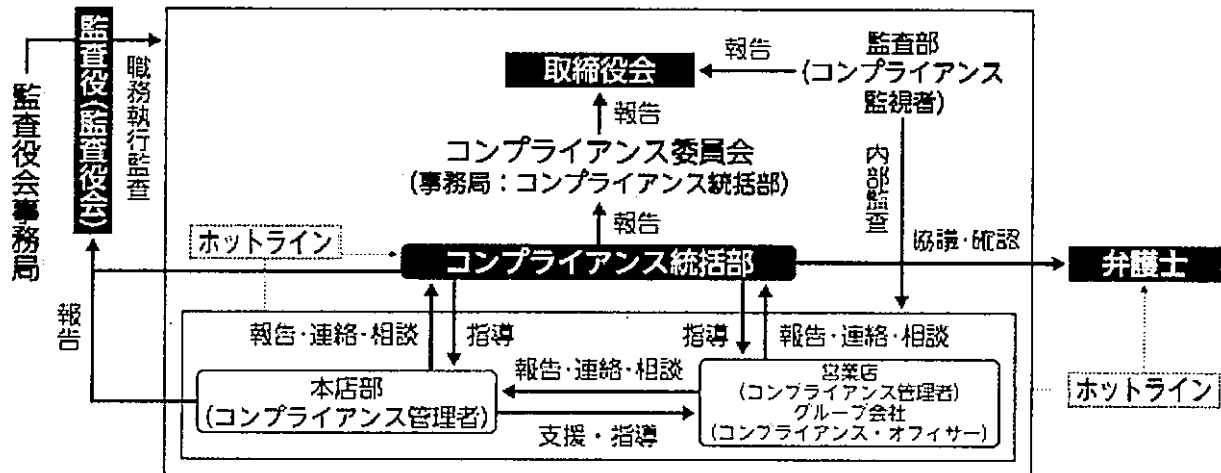 監査役会事務局
監査役(監査役会)
職務執行監査
報告
取締役会
報告
監査部
(コンプライアンス
監視者)
報告
コンプライアンス委員会
(事務局：コンプライアンス統括部)
内部監査
報告
ホットライン
コンプライアンス統括部
協議・確認
弁護士
報告・連絡・相談
指導
指導
報告・連絡・相談
本店部
(コンプライアンス管理者)
報告・連絡・相談
支援・指導
営業店
(コンプライアンス管理者)
グループ会社
(コンプライアンス・オフィサー)
ホットライン